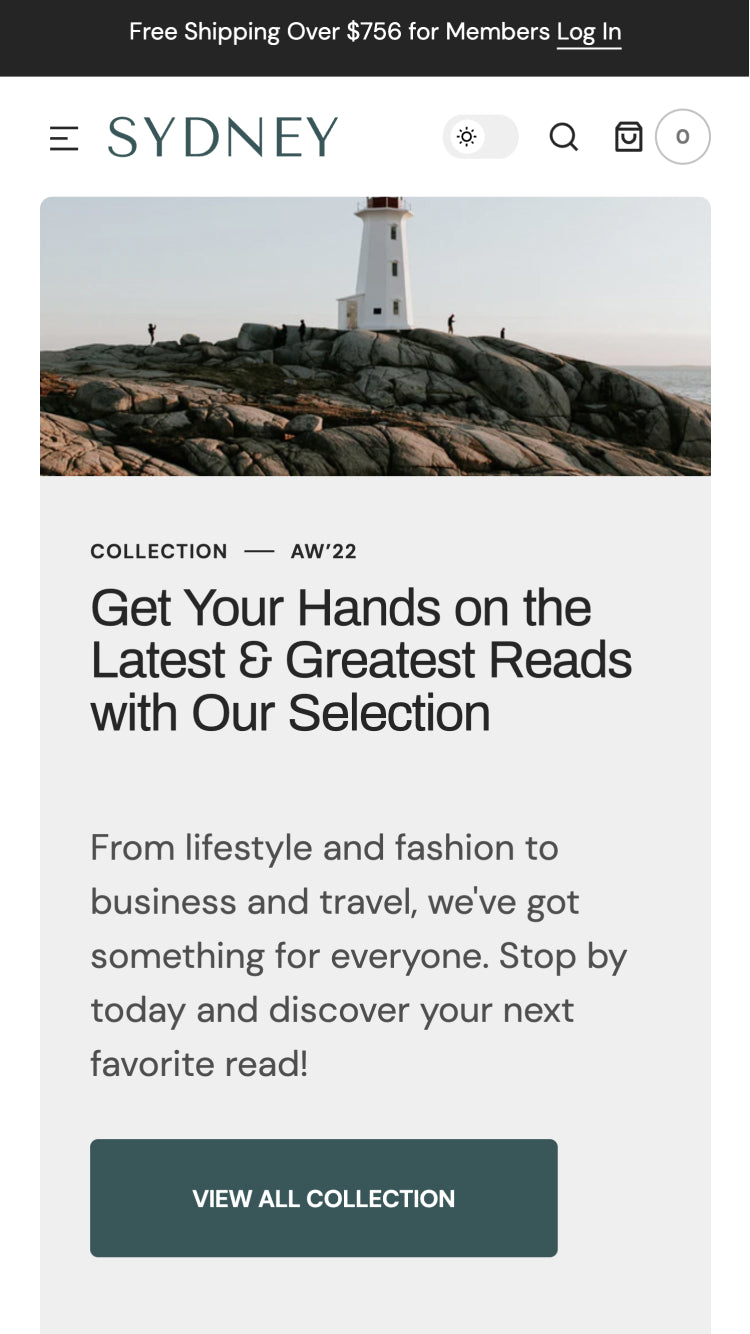 Free Shipping Over $756 for Members Log In
SYDNEY
0
COLLECTION — AW’22
Get Your Hands on the
Latest & Greatest Reads
with Our Selection
From lifestyle and fashion to
business and travel, we've got
something for everyone. Stop by
today and discover your next
favorite read!
VIEW ALL COLLECTION